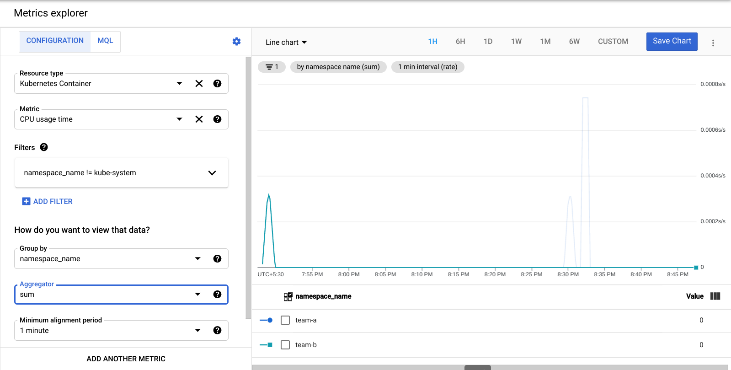 Metrics explorer
CONFIGURATION MQL
Resource type
Kubernetes Container
Metric
CPU usage time
Filters
namespace_name != kube-system
ADD FILTER
How do you want to view that data?
Group by
namespace_name
Aggregator
sum
Minimum alignment period
1 minute
ADD ANOTHER METRIC
Line chart 1H 6H 1D 1W 1M 6W CUSTOM Save Chart
1 by namespace name (sum) 1 min interval (rate)
0.0008s/s
0.0006s/s
0.0004s/s
0.0002s/s
0
UTC+5:30 7:55 PM 8:00 PM 8:05 PM 8:10 PM 8:15 PM 8:20 PM 8:25 PM 8:30 PM 8:35 PM 8:40 PM 8:45 PM
namespace_name Value
team-a 0
team-b 0